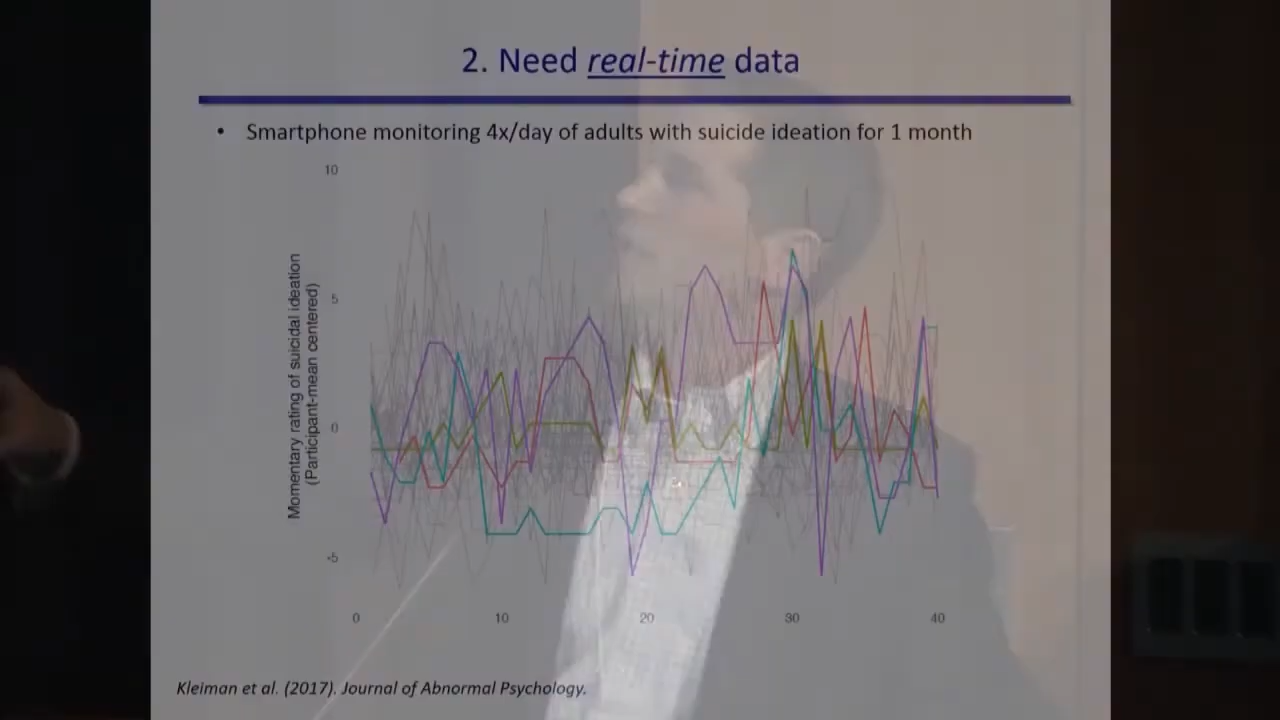 2. Need real-time data
• Smartphone monitoring 4x/day of adults with suicide ideation for 1 month
10
5
0
-5
Momentary rating of suicidal ideation
(Participant-mean centered)
0 10 20 30 40
Kleiman et al. (2017). Journal of Abnormal Psychology.